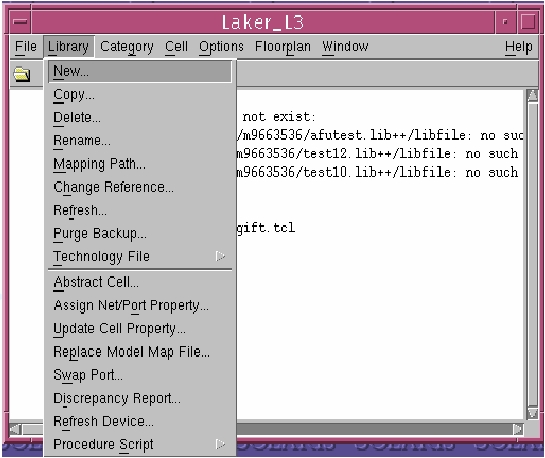 Laker_L3
File Library Category Cell Options Floorplan Window Help
New...
Copy...
Delete...
Rename...
Mapping Path...
Change Reference...
Refresh...
Purge Backup...
Technology File
Abstract Cell...
Assign Net/Port Property...
Update Cell Property...
Replace Model Map File...
Swap Port...
Discrepancy Report...
Refresh Device...
Procedure Script
not exist:
/m9663536/afutest.lib++/libfile: no suc
m9663536/test12.lib++/libfile: no such
m9663536/test10.lib++/libfile: no such
gift.tcl